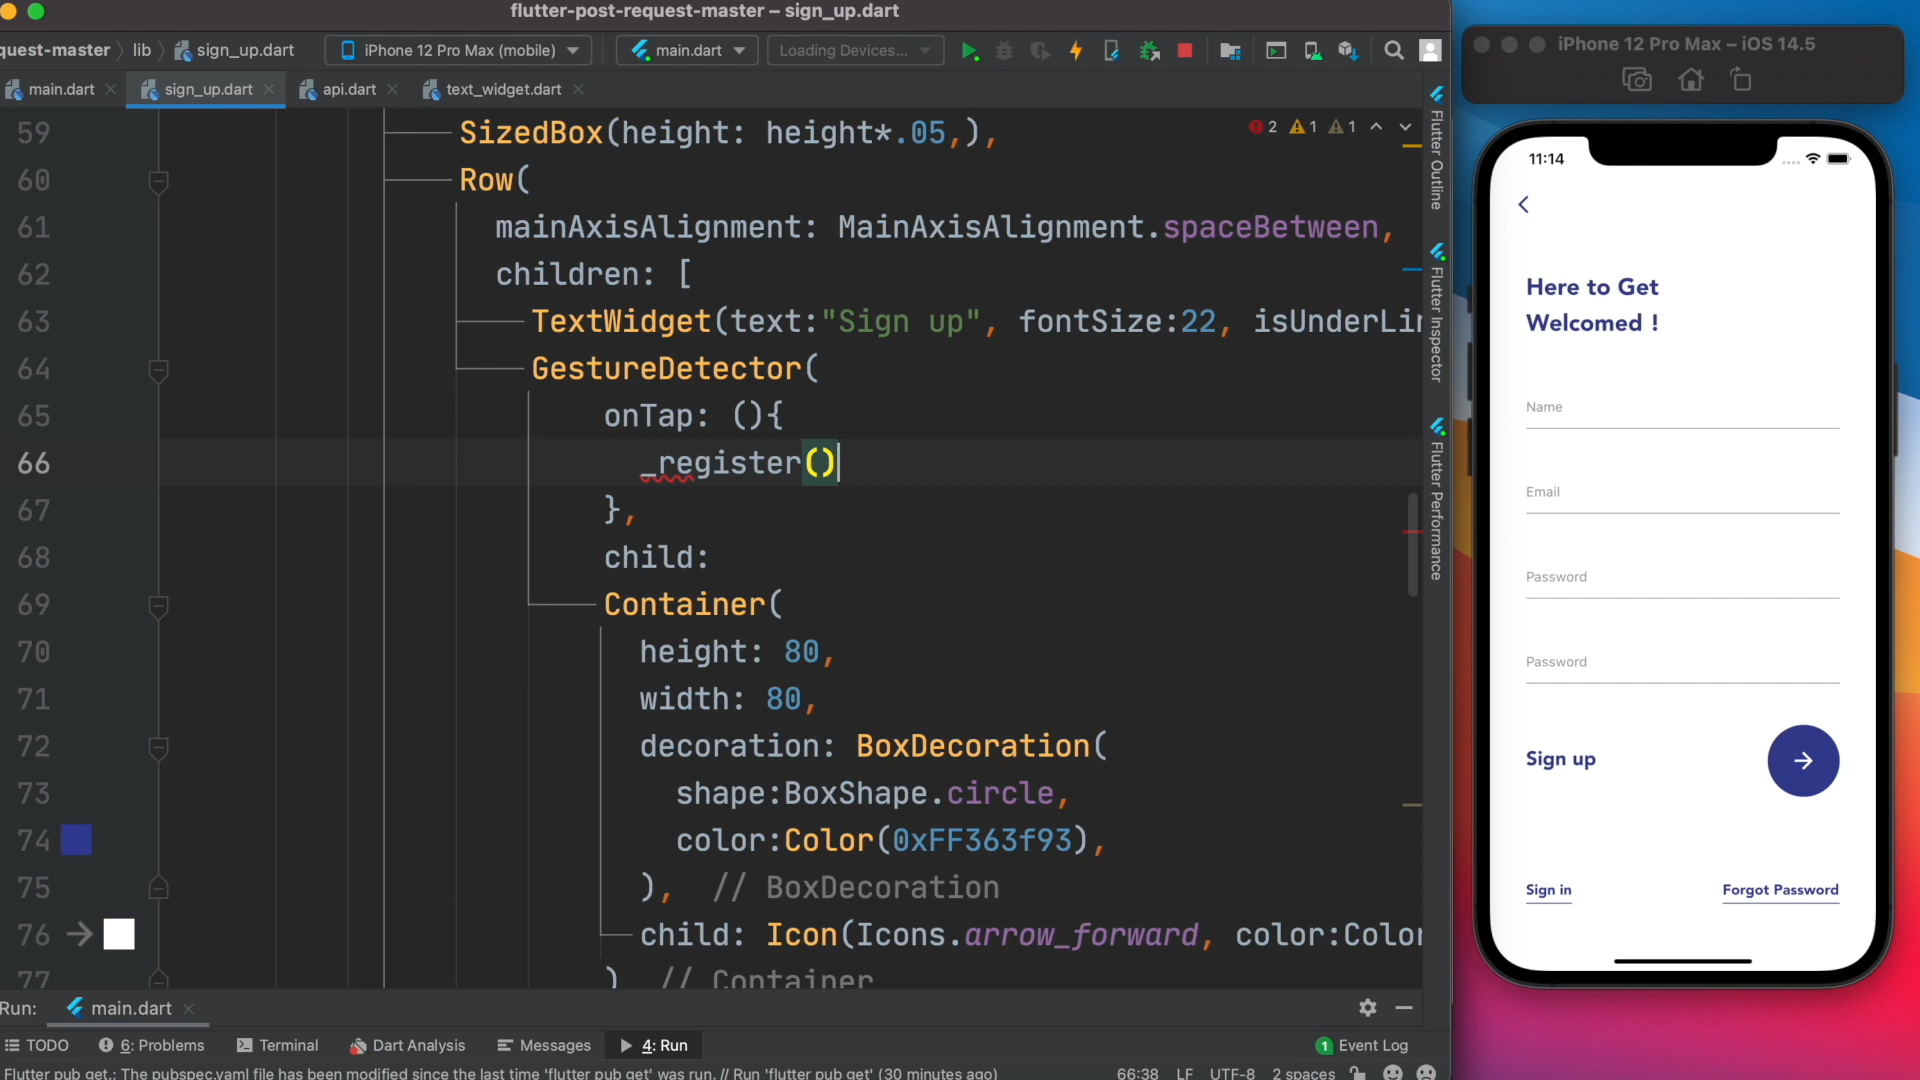 flutter-post-request-master – sign_up.dart
quest-master lib sign_up.dart iPhone 12 Pro Max (mobile) main.dart Loading Devices...
main.dart sign_up.dart api.dart text_widget.dart
59 SizedBox(height: height*.05,), 2 1 1
60 Row(
61 mainAxisAlignment: MainAxisAlignment.spaceBetween,
62 children: [
63 TextWidget(text:"Sign up", fontSize:22, isUnderLin
64 GestureDetector(
65 onTap: (){
66 _register()
67 },
68 child:
69 Container(
70 height: 80,
71 width: 80,
72 decoration: BoxDecoration(
73 shape:BoxShape.circle,
74 color:Color(0xFF363f93),
75 ), // BoxDecoration
76 child: Icon(Icons.arrow_forward, color:Color
77 ) // Container
Flutter Outline
Flutter Inspector
Flutter Performance
Run: main.dart
TODO 6: Problems Terminal Dart Analysis Messages 4: Run 1 Event Log
Flutter pub get.: The pubspec.yaml file has been modified since the last time 'flutter pub get' was run. // Run 'flutter pub get' (30 minutes ago) 66:38 LF UTF-8 2 spaces
iPhone 12 Pro Max – iOS 14.5
11:14
Here to Get
Welcomed !
Name
Email
Password
Password
Sign up
Sign in Forgot Password